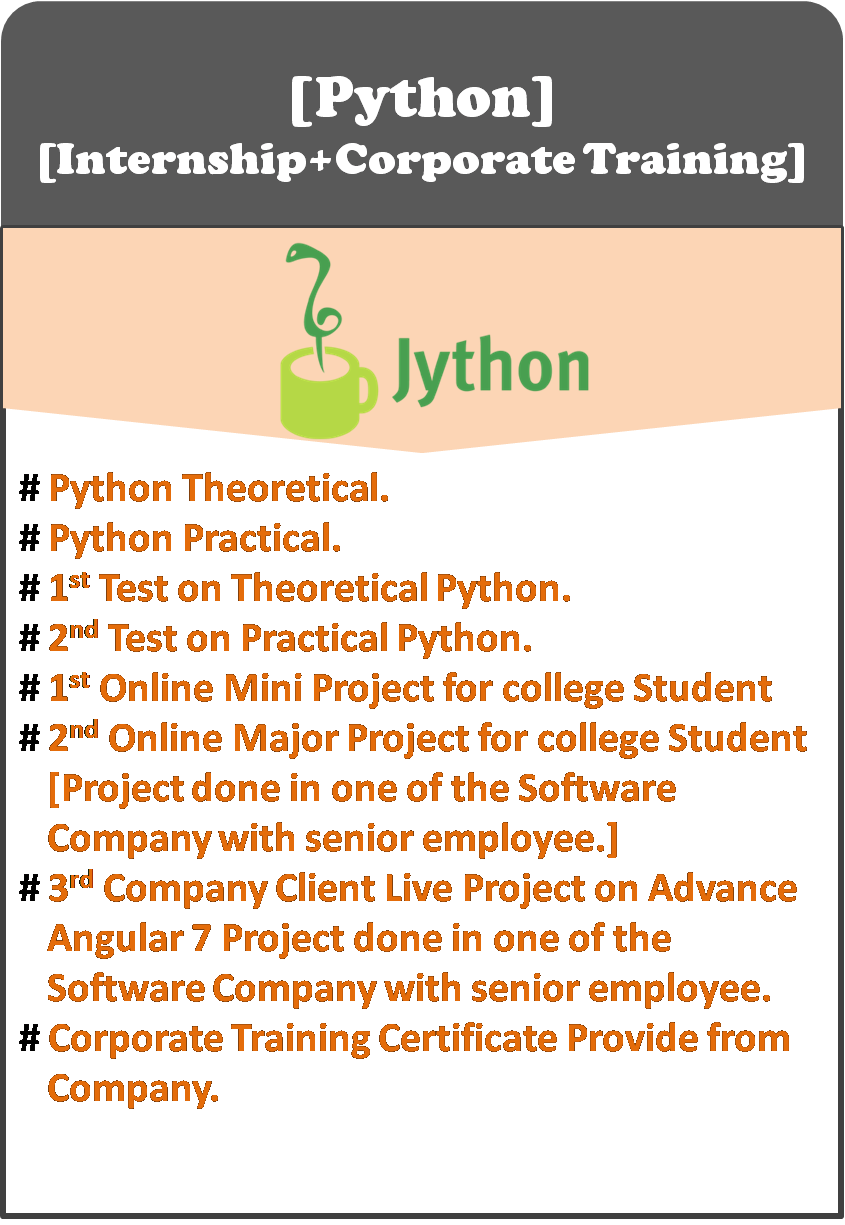 [Python]
[Internship+Corporate Training]
Jython
# Python Theoretical.
# Python Practical.
# 1st Test on Theoretical Python.
# 2nd Test on Practical Python.
# 1st Online Mini Project for college Student
# 2nd Online Major Project for college Student
[Project done in one of the Software
Company with senior employee.]
# 3rd Company Client Live Project on Advance
Angular 7 Project done in one of the
Software Company with senior employee.
# Corporate Training Certificate Provide from
Company.